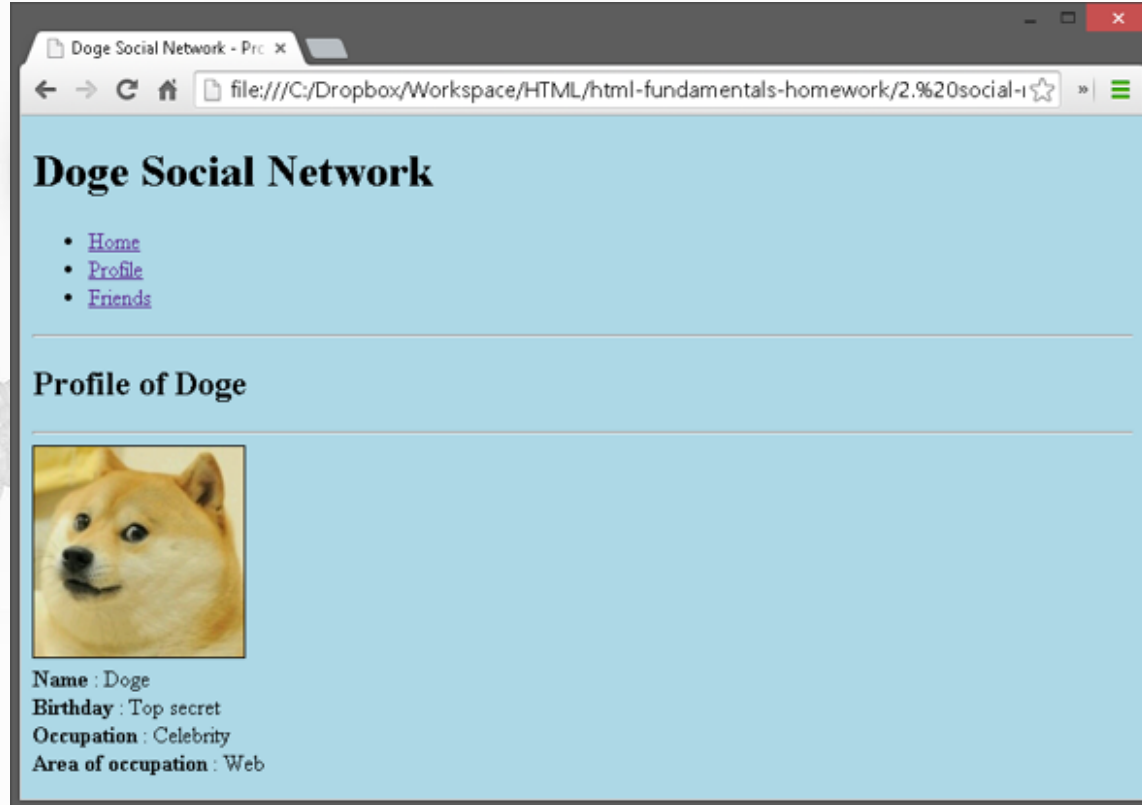 Doge Social Network - Pro
file:///C:/Dropbox/Workspace/HTML/html-fundamentals-homework/2.%20social-
Doge Social Network
Home
Profile
Friends
Profile of Doge
Name : Doge
Birthday : Top secret
Occupation : Celebrity
Area of occupation : Web